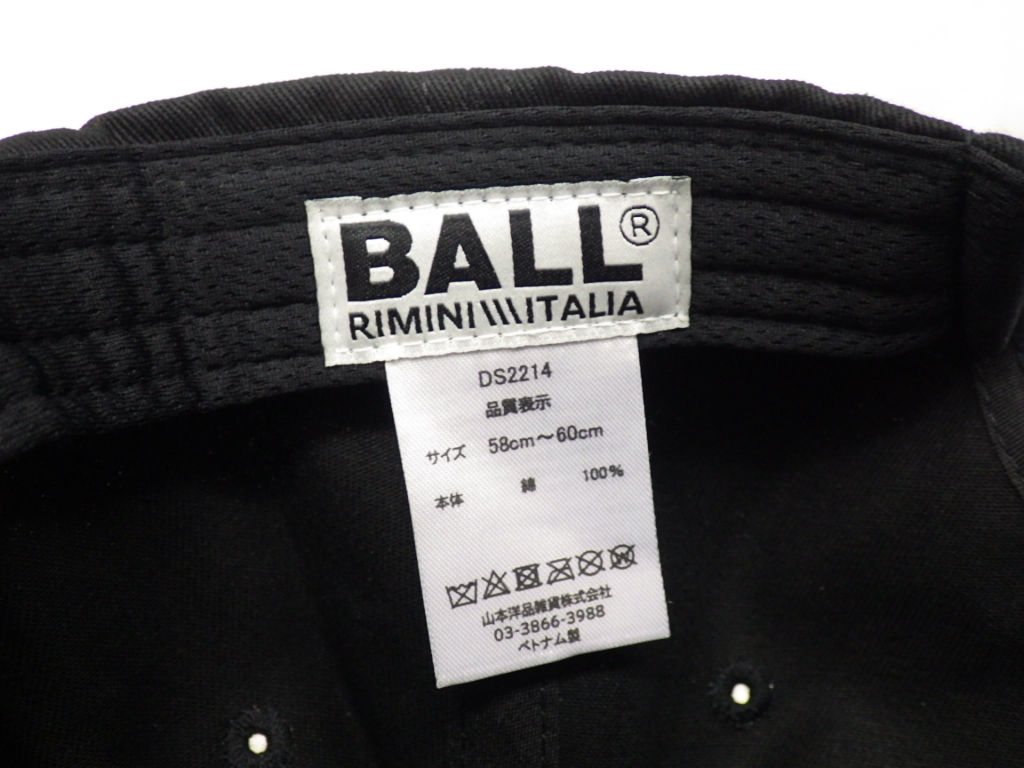 BALL®
RIMINI\\\ITALIA
DS2214
品質表示
サイズ 58cm～60cm
本体 綿 100%
山本洋品雑貨株式会社
03-3866-3988
ベトナム製